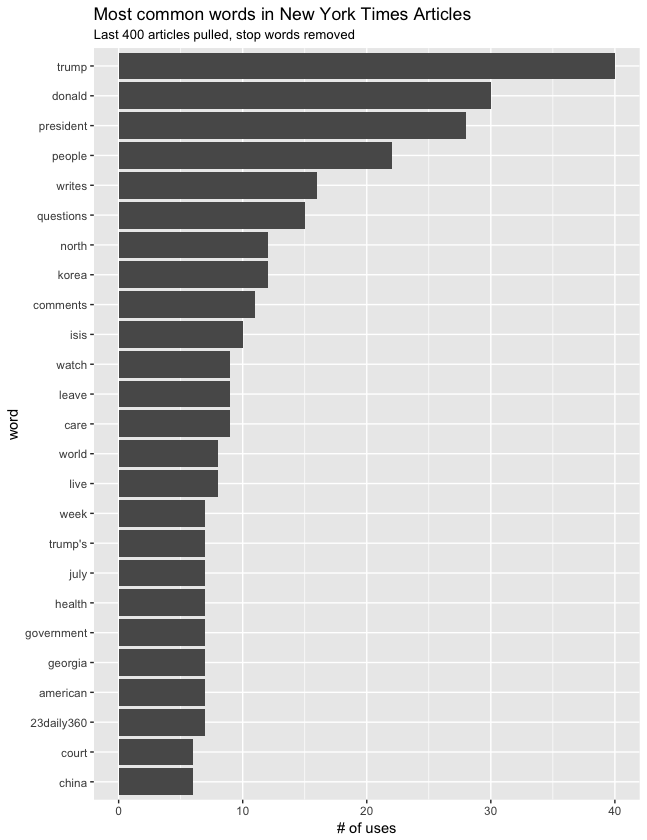 Most common words in New York Times Articles
Last 400 articles pulled, stop words removed
trump
donald
president
people
writes
questions
north
korea
comments
isis
watch
leave
care
world
live
week
trump's
july
health
government
georgia
american
23daily360
court
china
word
0 10 20 30 40
# of uses